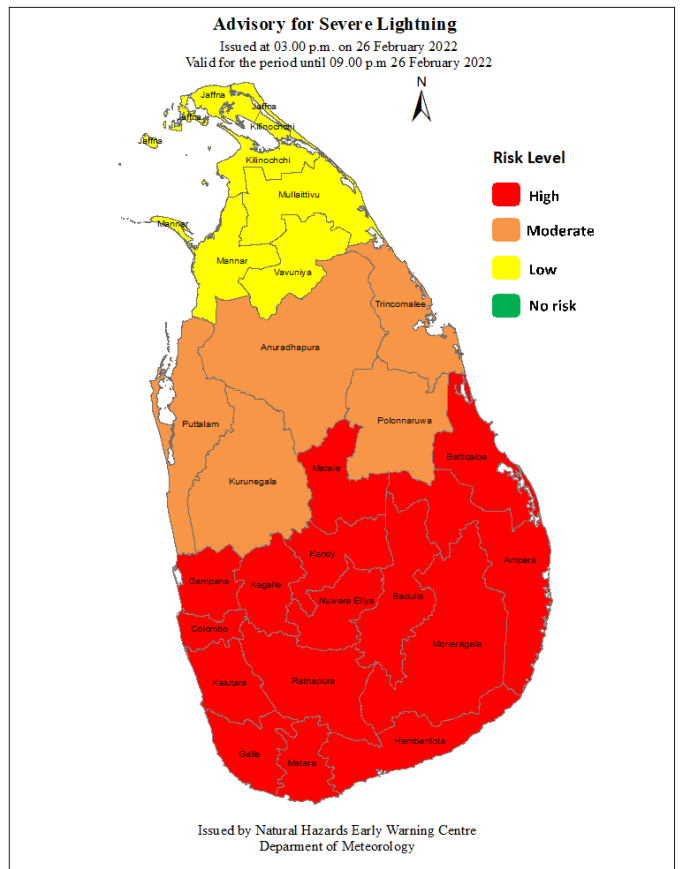 Advisory for Severe Lightning
Issued at 03.00 p.m. on 26 February 2022
Valid for the period until 09.00 p.m 26 February 2022
N
Jaffna
Jaffna
Jaffna
Kilinochchi
Jaffna
Kilinochchi
Risk Level
High
Mullaittivu
Mannar
Moderate
Mannar
Low
Vavuniya
Trincomalee
No risk
Anuradhapura
Polonnaruwa
Puttalam
Batticaloa
Matale
Kurunegala
Kandy
Ampara
Gampaha
Kegalle
Nuwara Eliya
Badulla
Colombo
Moneragala
Kalutara
Ratnapura
Hambantota
Galle
Matara
Issued by Natural Hazards Early Warning Centre
Deparment of Meteorology